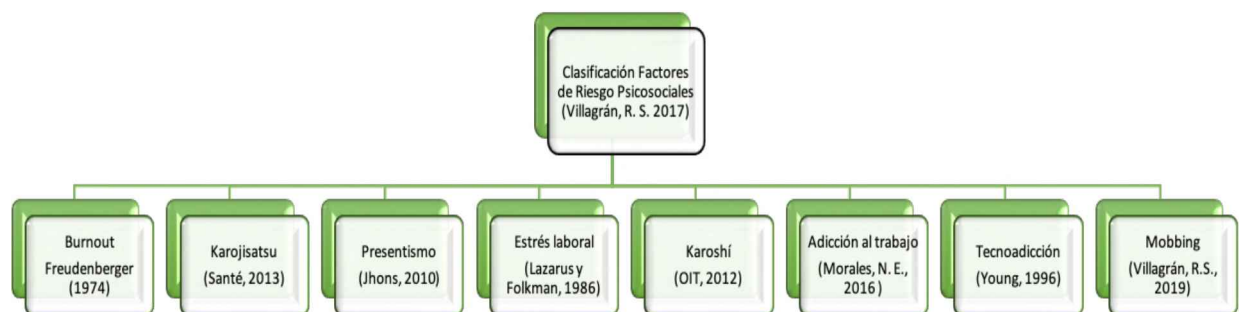 Clasificación Factores
de Riesgo Psicosociales
(Villagrán, R. S. 2017)
Burnout
Freudenberger
(1974)
Karojisatsu
(Santé, 2013)
Presentismo
(Jhons, 2010)
Estrés laboral
(Lazarus y
Folkman, 1986)
Karoshí
(OIT, 2012)
Adicción al trabajo
(Morales, N. E.,
2016 )
Tecnoadicción
(Young, 1996)
Mobbing
(Villagrán, R.S.,
2019)